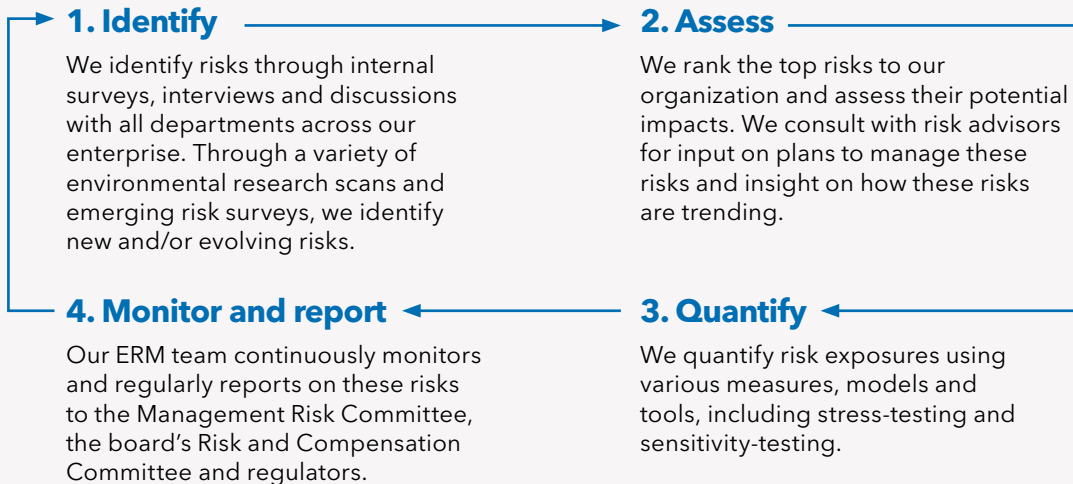 1. Identify
We identify risks through internal
surveys, interviews and discussions
with all departments across our
enterprise. Through a variety of
environmental research scans and
emerging risk surveys, we identify
new and/or evolving risks.
2. Assess
We rank the top risks to our
organization and assess their potential
impacts. We consult with risk advisors
for input on plans to manage these
risks and insight on how these risks
are trending.
3. Quantify
We quantify risk exposures using
various measures, models and
tools, including stress-testing and
sensitivity-testing.
4. Monitor and report
Our ERM team continuously monitors
and regularly reports on these risks
to the Management Risk Committee,
the board’s Risk and Compensation
Committee and regulators.